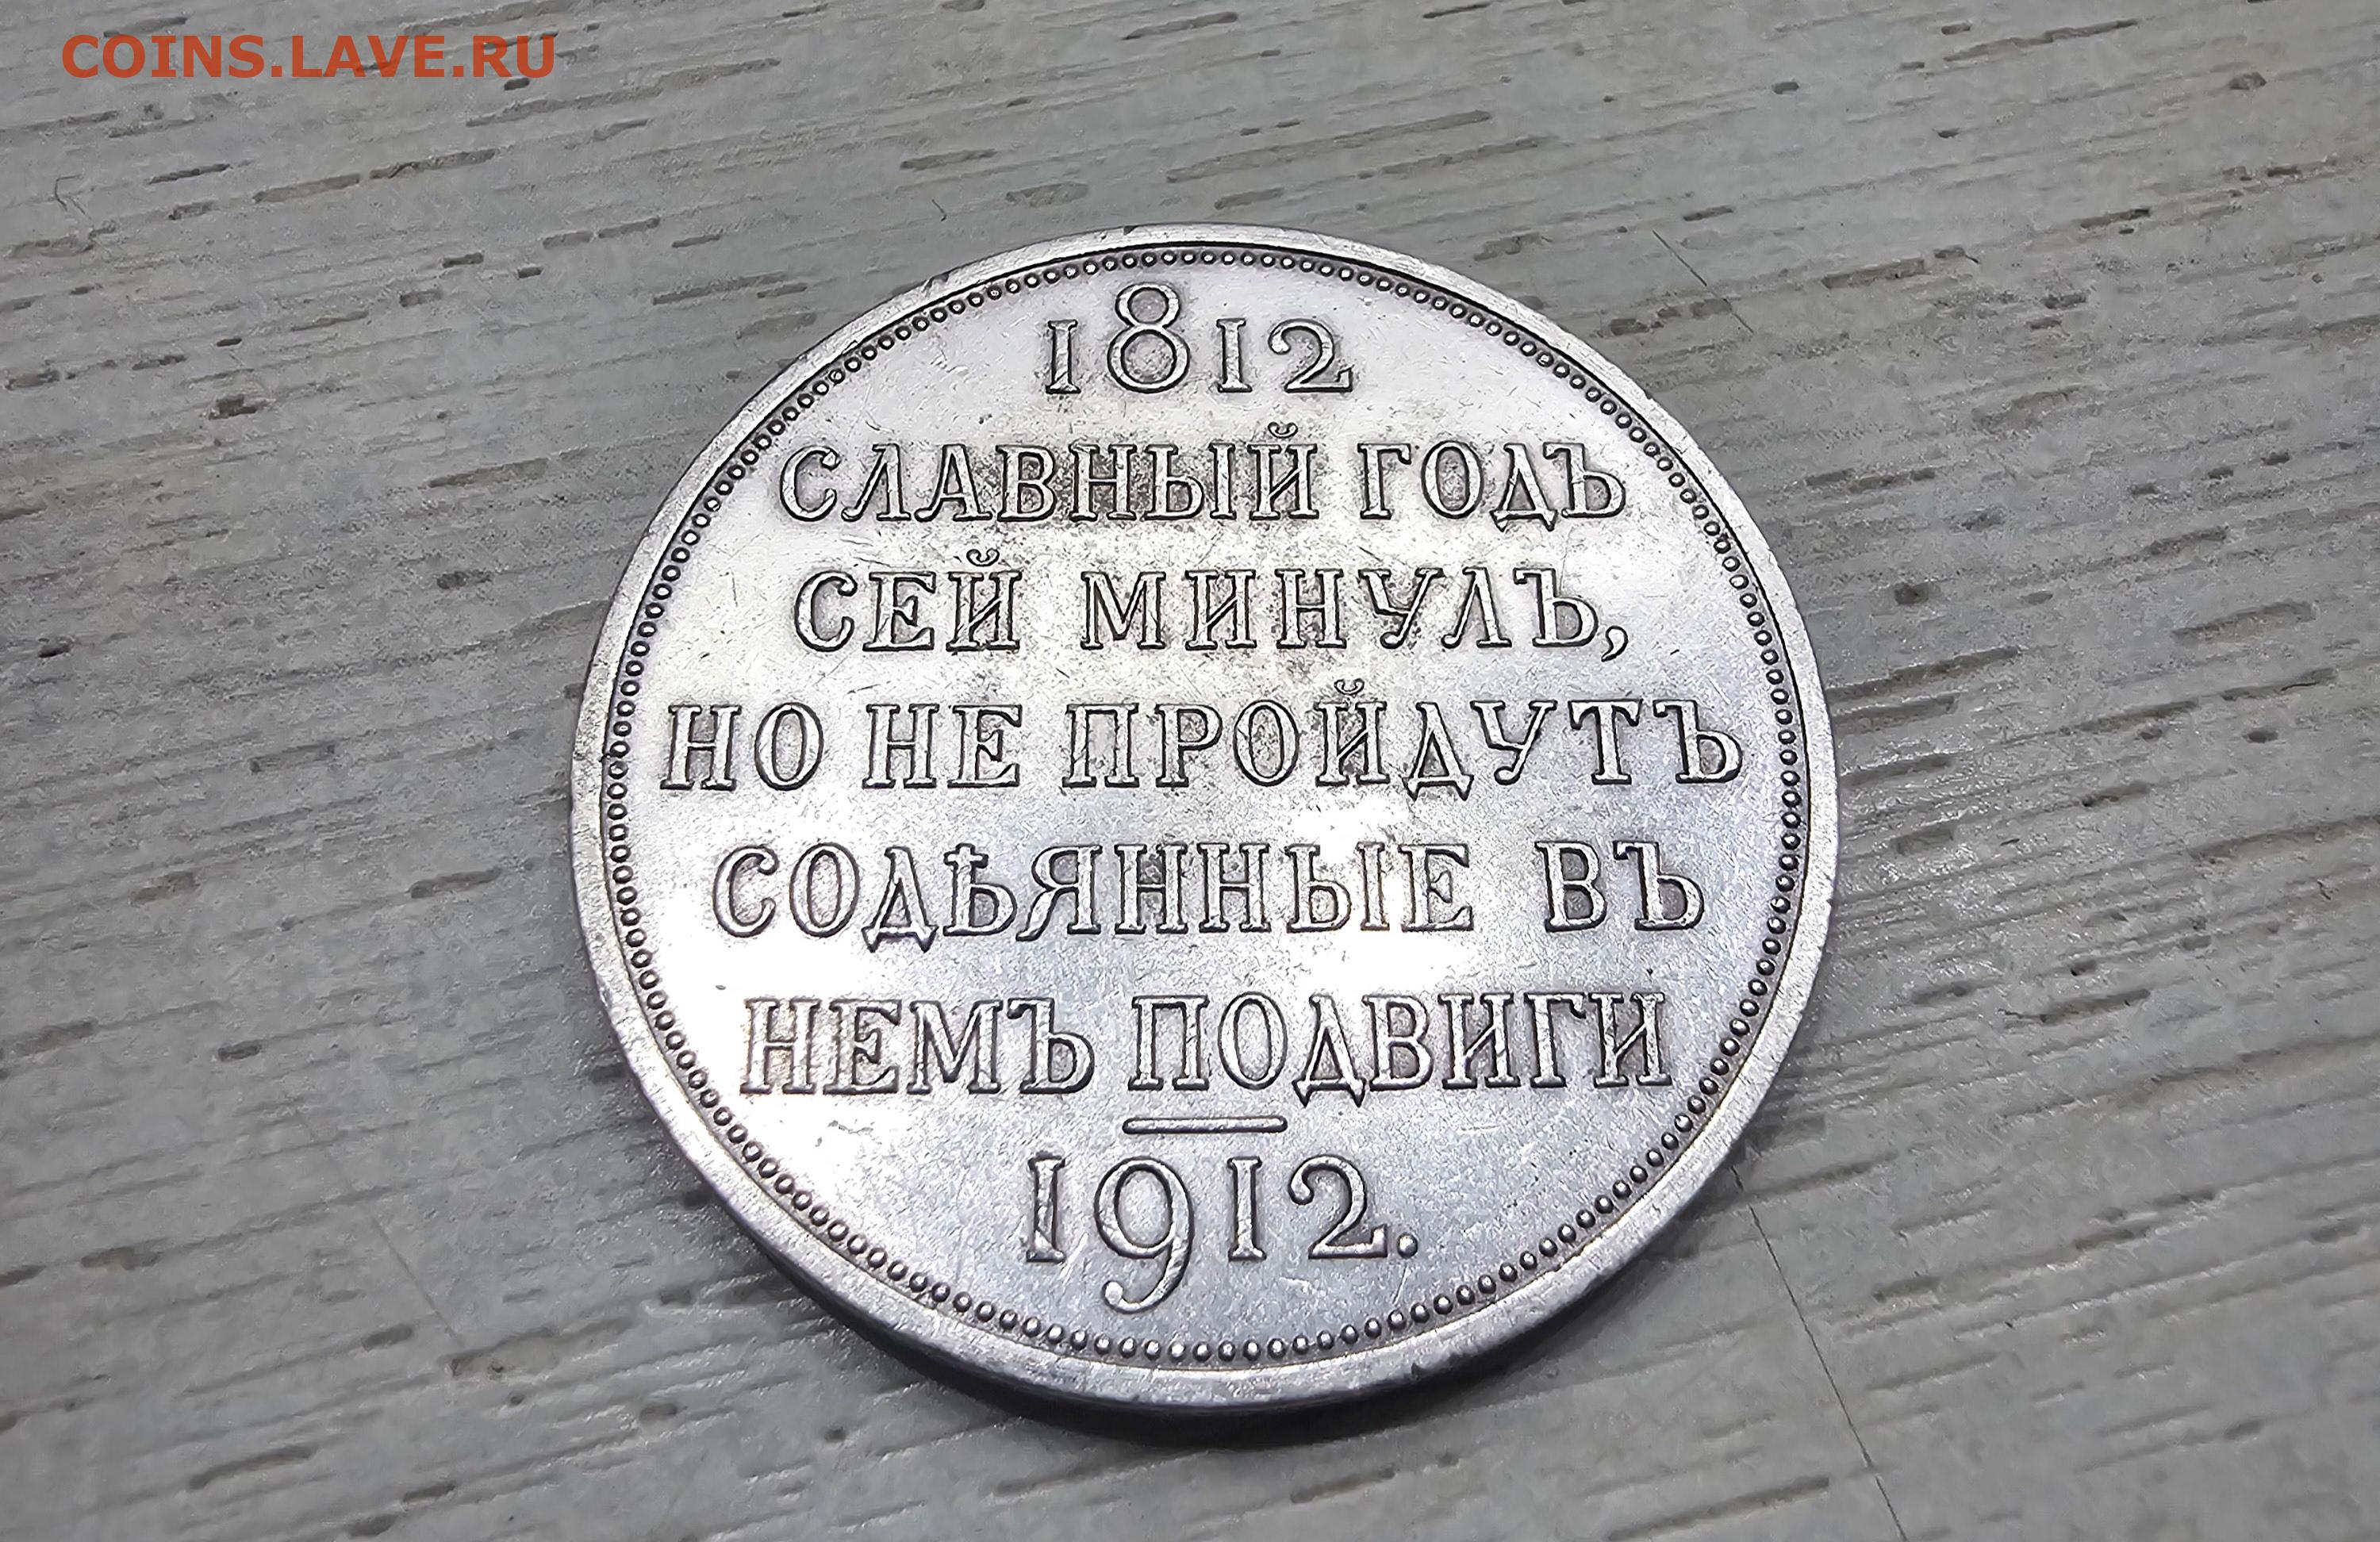 COINS.LAVE.RU
1812
СЛАВНЫЙ ГОДЪ
СЕЙ МИНУЛЪ,
НО НЕ ПРОЙДУТЪ
СОДѢЯННЫЕ ВЪ
НЕМЪ ПОДВИГИ
1912.